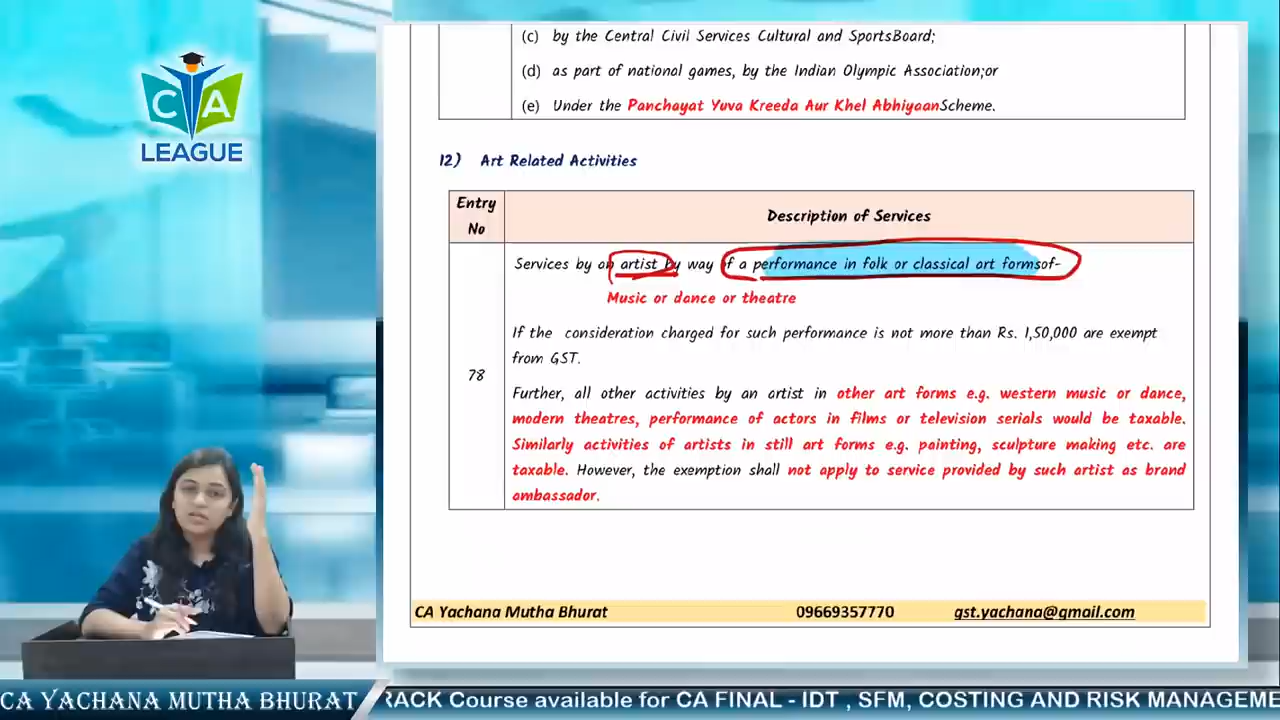 (c) by the Central Civil Services Cultural and SportsBoard;
(d) as part of national games, by the Indian Olympic Association;or
(e) Under the Panchayat Yuva Kreeda Aur Khel AbhiyaanScheme.
CA
LEAGUE
12) Art Related Activities
Entry No
Description of Services
78
Services by an artist by way of a performance in folk or classical art formsof-
Music or dance or theatre
If the consideration charged for such performance is not more than Rs. 1,50,000 are exempt
from GST.
Further, all other activities by an artist in other art forms e.g. western music or dance,
modern theatres, performance of actors in films or television serials would be taxable.
Similarly activities of artists in still art forms e.g. painting, sculpture making etc. are
taxable. However, the exemption shall not apply to service provided by such artist as brand
ambassador.
CA Yachana Mutha Bhurat 09669357770 gst.yachana@gmail.com
CA YACHANA MUTHA BHURAT
RACK Course available for CA FINAL - IDT , SFM, COSTING AND RISK MANAGEME